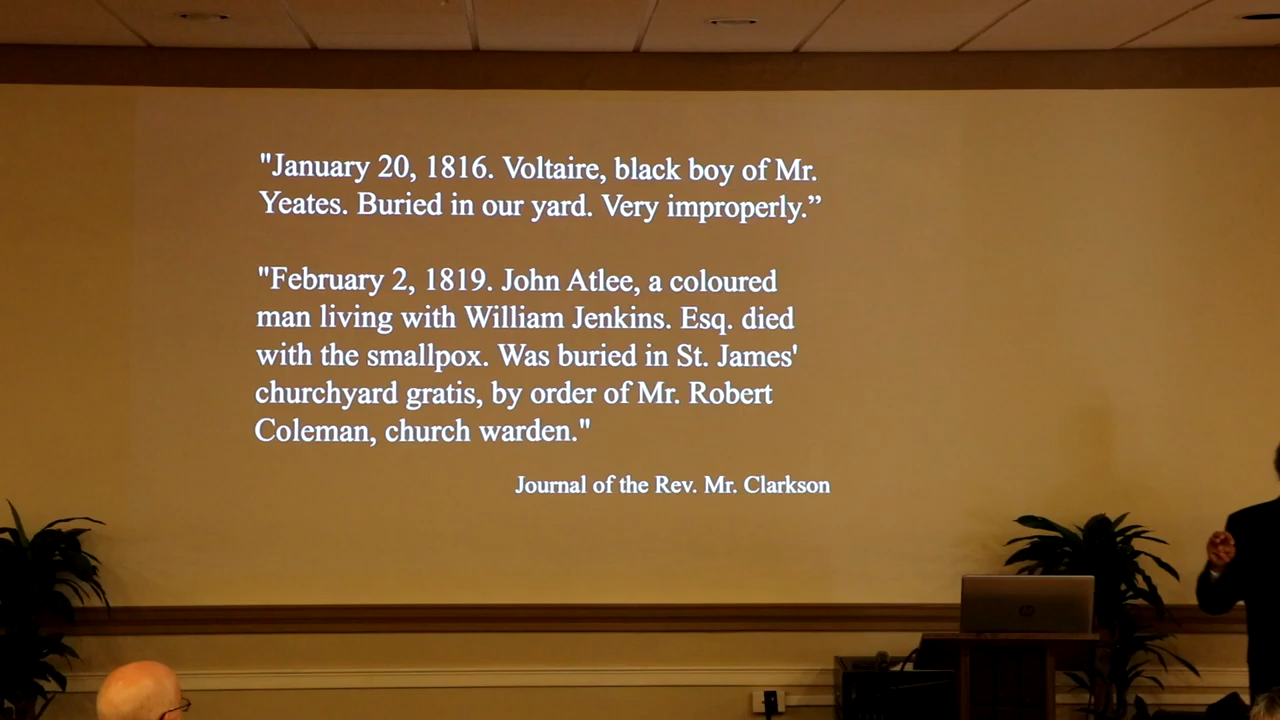 "January 20, 1816. Voltaire, black boy of Mr.
Yeates. Buried in our yard. Very improperly.”
"February 2, 1819. John Atlee, a coloured
man living with William Jenkins. Esq. died
with the smallpox. Was buried in St. James'
churchyard gratis, by order of Mr. Robert
Coleman, church warden."
Journal of the Rev. Mr. Clarkson
hp